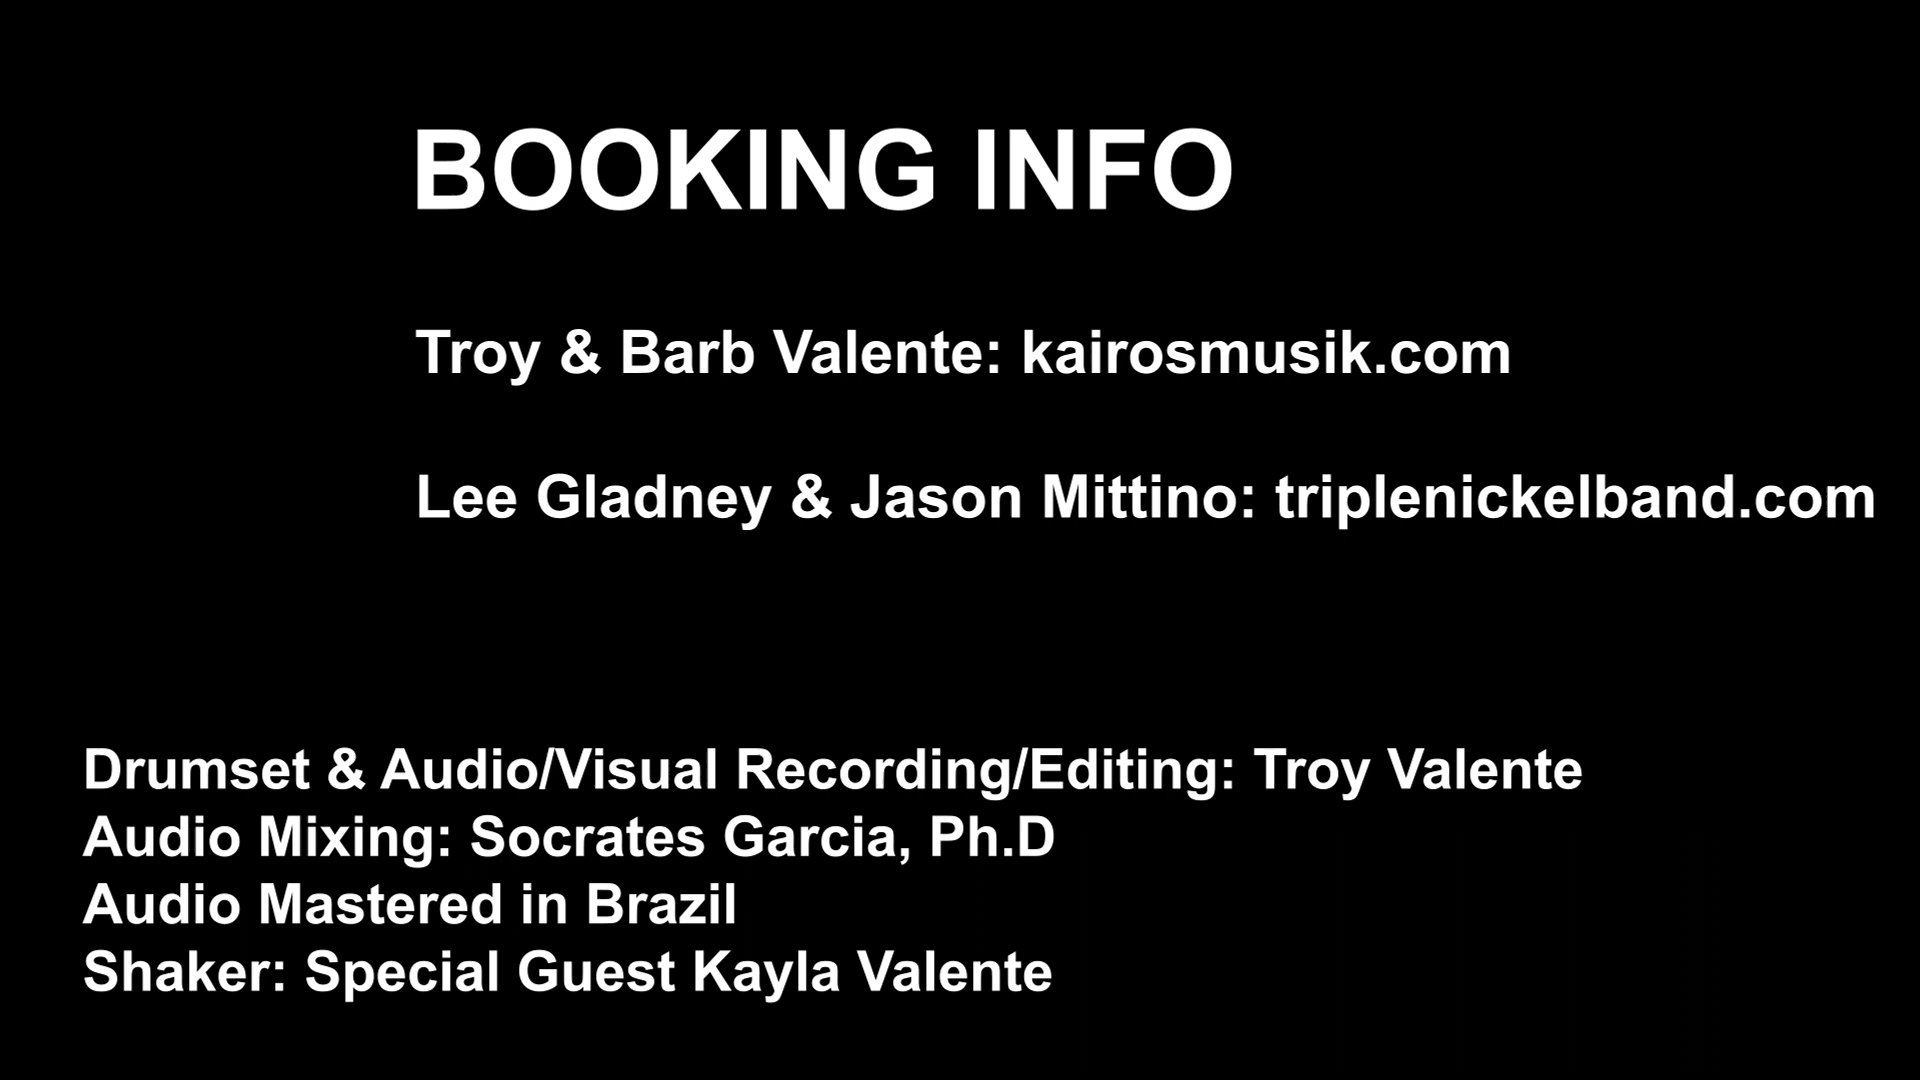 BOOKING INFO
Troy & Barb Valente: kairosmusik.com
Lee Gladney & Jason Mittino: triplenickelband.com
Drumset & Audio/Visual Recording/Editing: Troy Valente
Audio Mixing: Socrates Garcia, Ph.D
Audio Mastered in Brazil
Shaker: Special Guest Kayla Valente